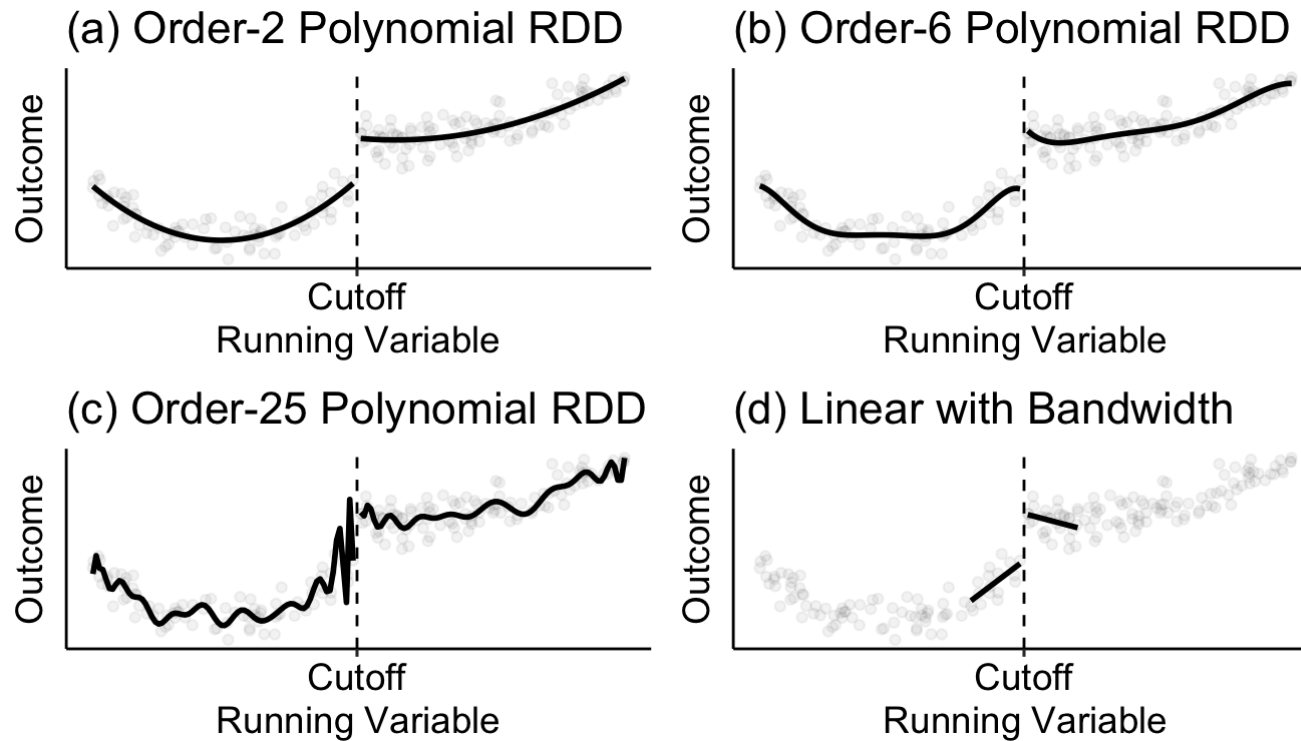 (a) Order-2 Polynomial RDD
Outcome
Cutoff
Running Variable
(b) Order-6 Polynomial RDD
Outcome
Cutoff
Running Variable
(c) Order-25 Polynomial RDD
Outcome
Cutoff
Running Variable
(d) Linear with Bandwidth
Outcome
Cutoff
Running Variable